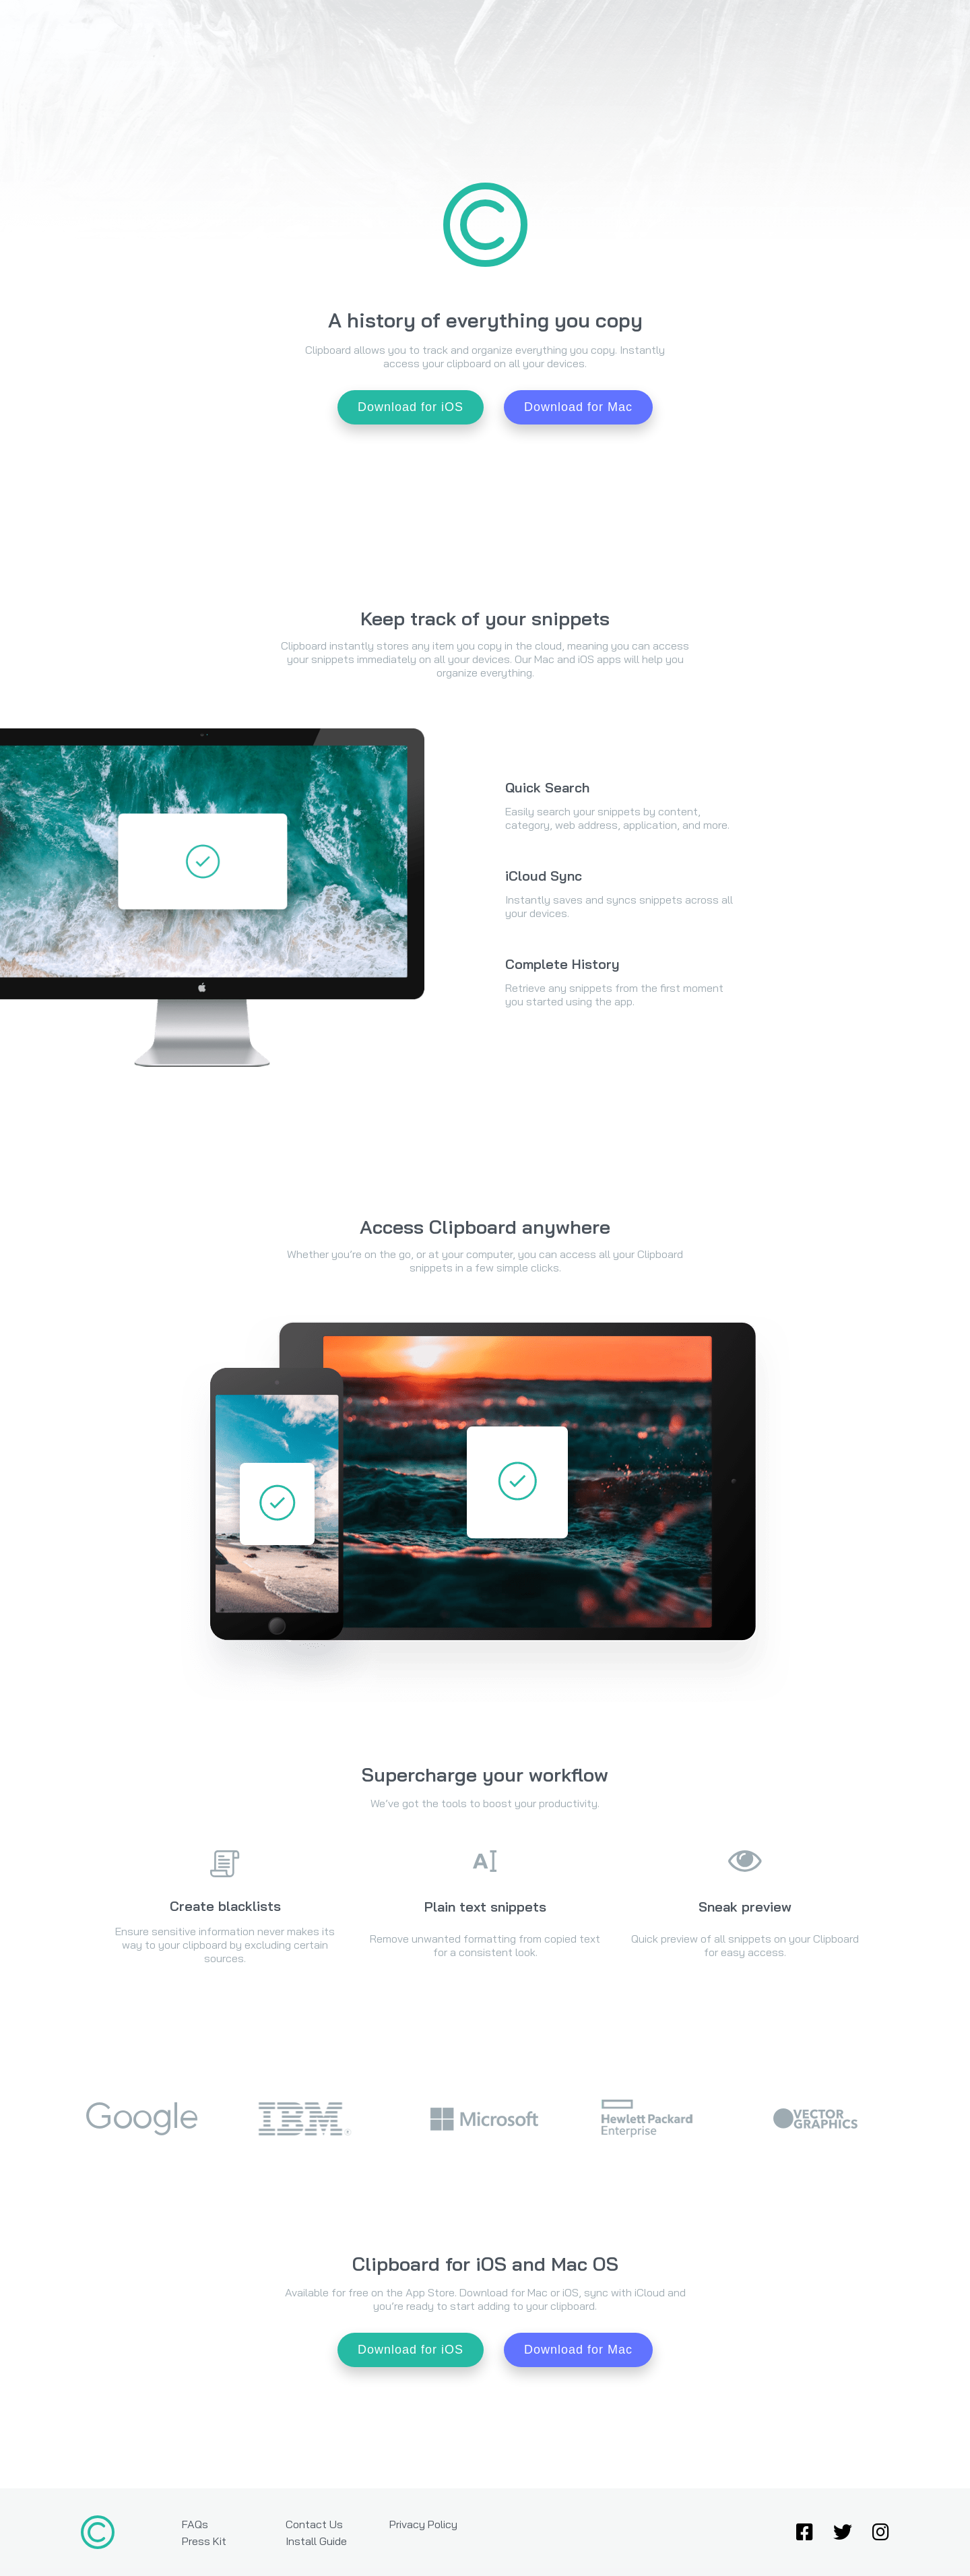 A history of everything you copy
Clipboard allows you to track and organize everything you copy. Instantly
access your clipboard on all your devices.
Download for iOS
Download for Mac
Keep track of your snippets
Clipboard instantly stores any item you copy in the cloud, meaning you can access
your snippets immediately on all your devices. Our Mac and iOS apps will help you
organize everything.
Quick Search
Easily search your snippets by content,
category, web address, application, and more.
iCloud Sync
Instantly saves and syncs snippets across all
your devices.
Complete History
Retrieve any snippets from the first moment
you started using the app.
Access Clipboard anywhere
Whether you're on the go, or at your computer, you can access all your Clipboard
snippets in a few simple clicks.
Supercharge your workflow
We've got the tools to boost your productivity.
Create blacklists
Ensure sensitive information never makes its
way to your clipboard by excluding certain
sources.
A
Plain text snippets
Remove unwanted formatting from copied text
for a consistent look.
Sneak preview
Quick preview of all snippets on your Clipboard
for easy access.
Google
IBM®
Microsoft
Hewlett Packard
Enterprise
VECTOR
GRAPHICS
Clipboard for iOS and Mac OS
Available for free on the App Store. Download for Mac or iOS, sync with iCloud and
you're ready to start adding to your clipboard.
Download for iOS
Download for Mac
FAQs
Press Kit
Contact Us
Install Guide
Privacy Policy